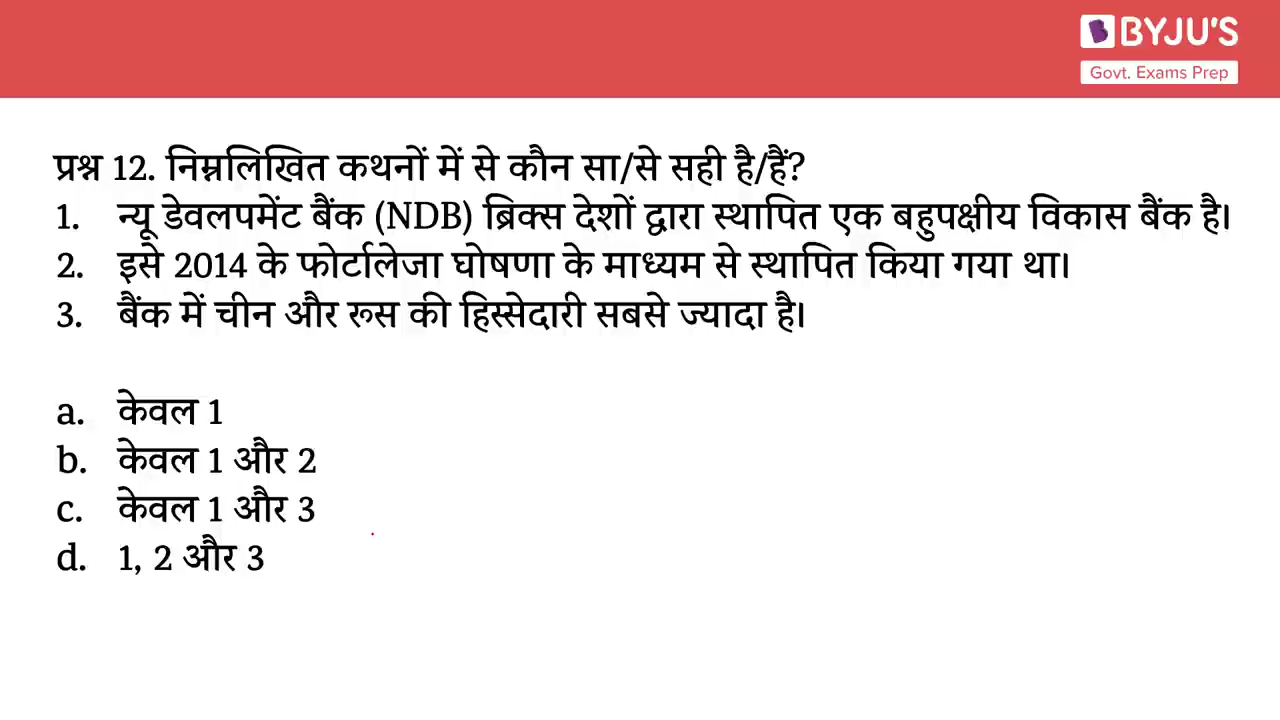 BYJU'S
Govt. Exams Prep
प्रश्न 12. निम्नलिखित कथनों में से कौन सा/से सही है/हैं?
1. न्यू डेवलपमेंट बैंक (NDB) ब्रिक्स देशों द्वारा स्थापित एक बहुपक्षीय विकास बैंक है।
2. इसे 2014 के फोर्टालेजा घोषणा के माध्यम से स्थापित किया गया था।
3. बैंक में चीन और रूस की हिस्सेदारी सबसे ज्यादा है।
a. केवल 1
b. केवल 1 और 2
c. केवल 1 और 3
d. 1, 2 और 3